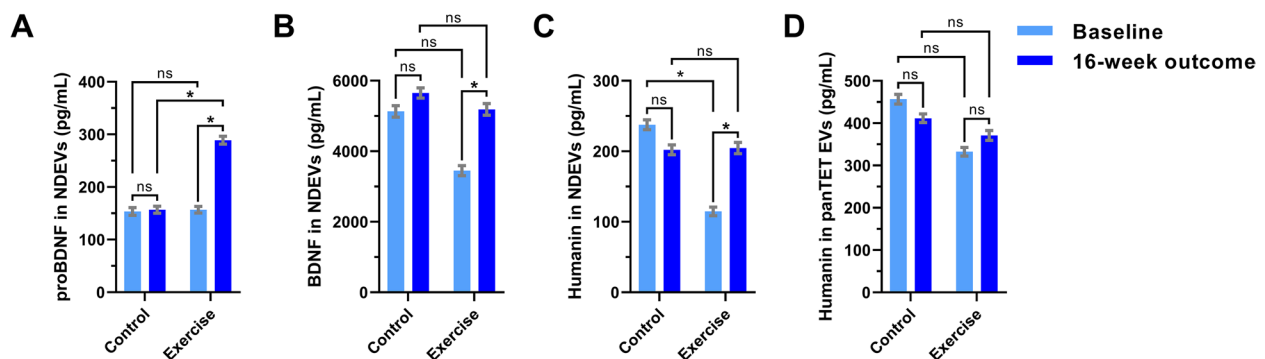 A
proBDNF in NDEVs (pg/mL)
400
300
200
150
100
0
ns
ns
*
*
Control
Exercise
B
BDNF in NDEVs (pg/mL)
6000
4000
2000
0
ns
ns
ns
*
Control
Exercise
C
Humanin in NDEVs (pg/mL)
300
200
100
0
ns
*
ns
*
Control
Exercise
D
Humanin in panTET EVs (pg/mL)
500
400
300
200
100
0
ns
ns
ns
ns
Control
Exercise
Baseline
16-week outcome